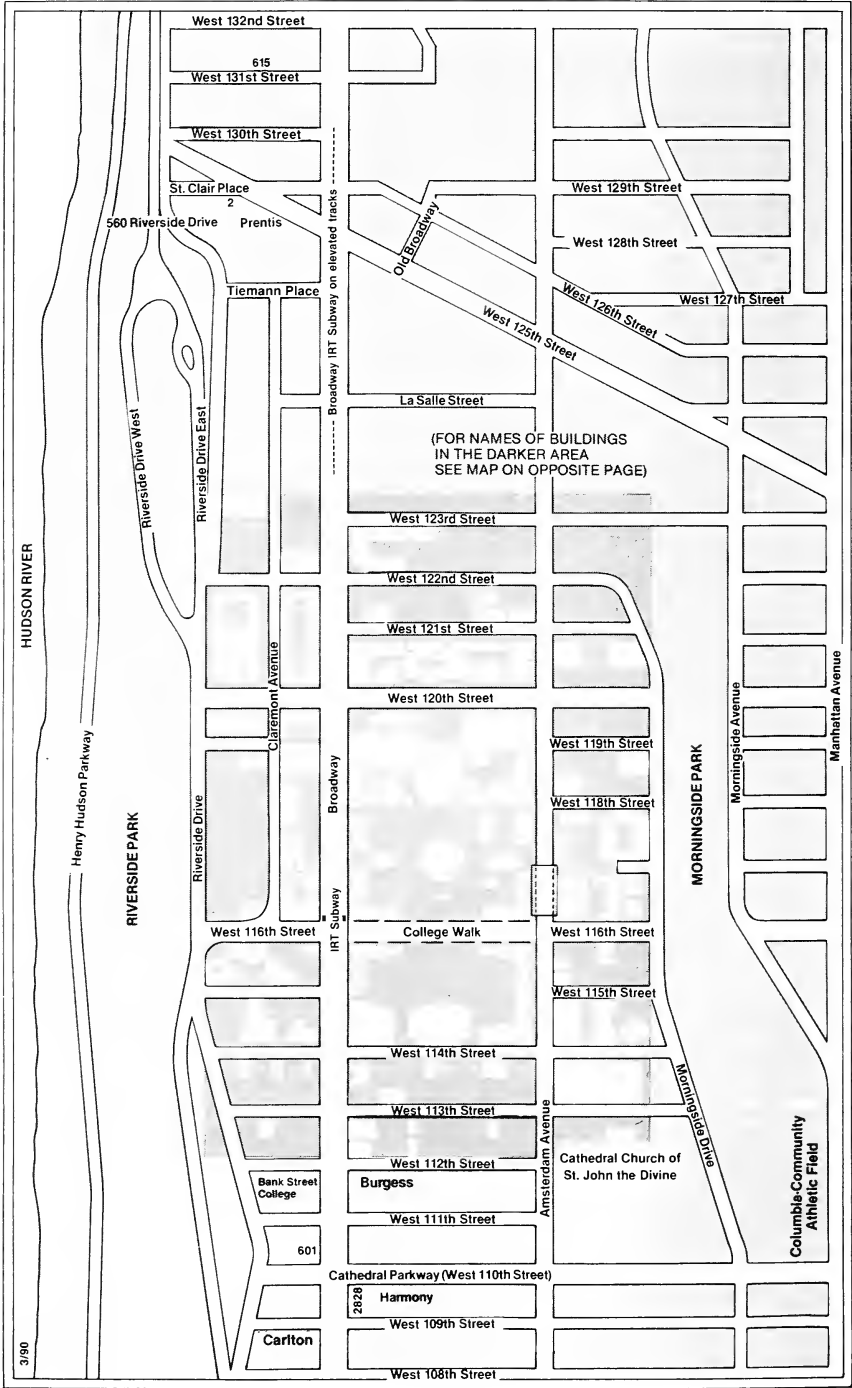 West 132nd Street
615
West 131st Street
West 130th Street
St. Clair Place
2
560 Riverside Drive
Prentis
Tiemann Place
Broadway IRT Subway on elevated tracks
Old Broadway
West 129th Street
West 128th Street
West 127th Street
West 126th Street
West 125th Street
La Salle Street
(FOR NAMES OF BUILDINGS
IN THE DARKER AREA
SEE MAP ON OPPOSITE PAGE)
Riverside Drive West
Riverside Drive East
West 123rd Street
West 122nd Street
West 121st Street
West 120th Street
HUDSON RIVER
Henry Hudson Parkway
RIVERSIDE PARK
Riverside Drive
Claremont Avenue
Broadway
IRT Subway
West 119th Street
West 118th Street
MORNINGSIDE PARK
Morningside Avenue
Manhattan Avenue
West 116th Street
College Walk
West 116th Street
West 115th Street
West 114th Street
West 113th Street
Morningside Drive
West 112th Street
Amsterdam Avenue
Cathedral Church of
St. John the Divine
Columbia-Community
Athletic Field
Bank Street
College
Burgess
West 111th Street
601
Cathedral Parkway (West 110th Street)
2828
Harmony
West 109th Street
Carlton
West 108th Street
3/90